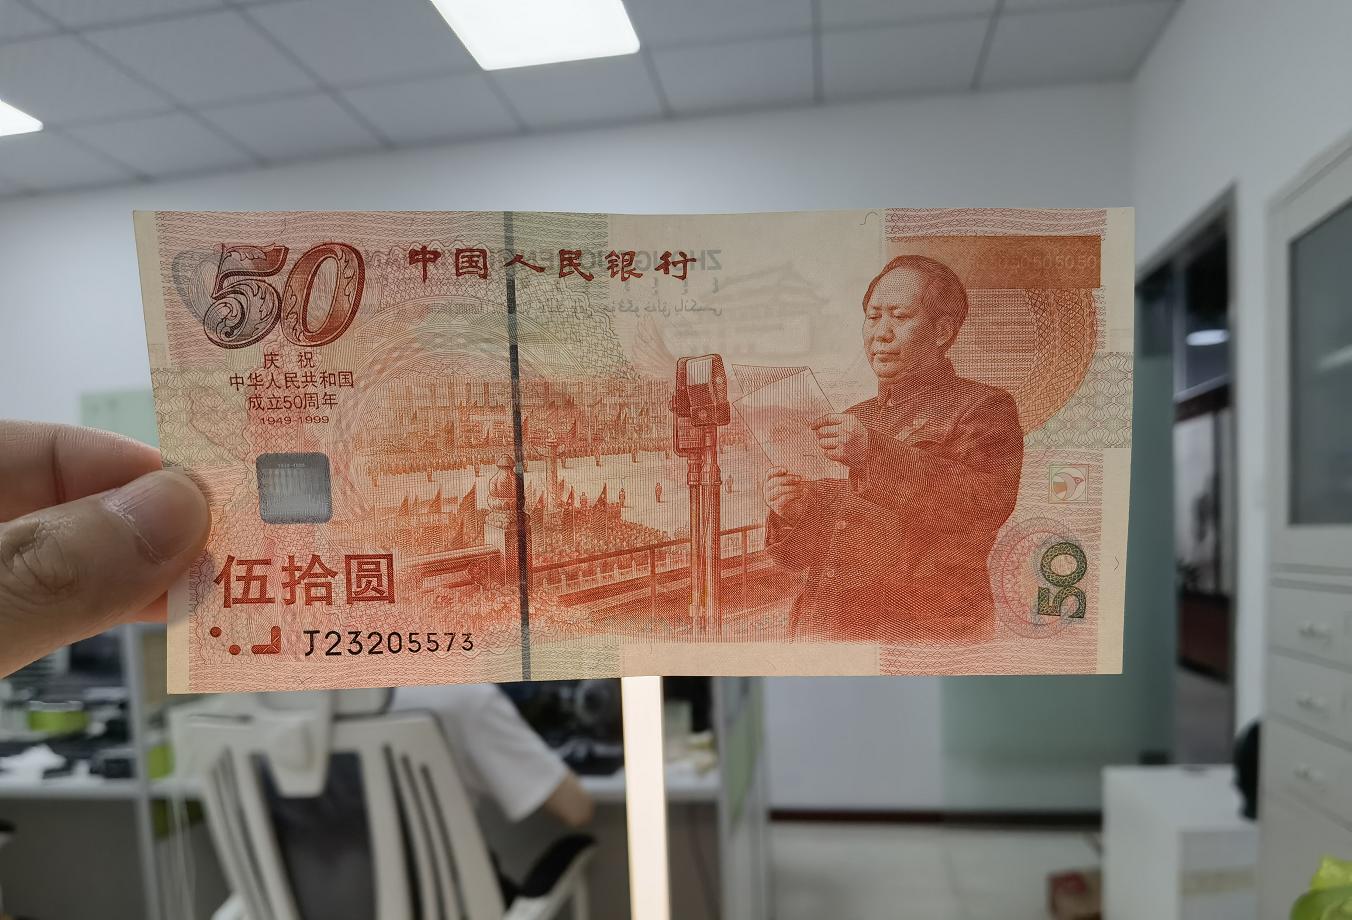 50
中国人民银行
庆祝
中华人民共和国
成立50周年
1949-1999
伍拾圆
J23205573
50